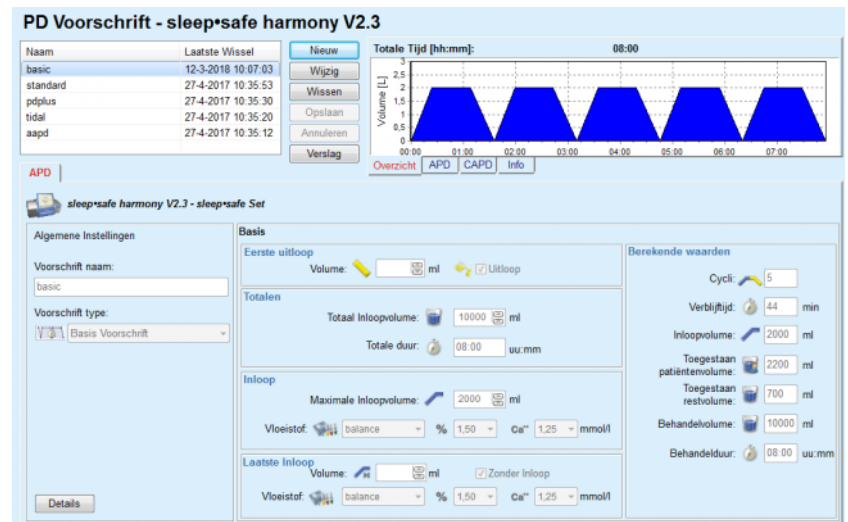 PD Voorschrift - sleep•safe harmony V2.3
Naam Laatste Wissel
basic 12-3-2018 10:07:03
standard 27-4-2017 10:35:53
pdplus 27-4-2017 10:35:30
tidal 27-4-2017 10:35:20
aapd 27-4-2017 10:35:12
Nieuw
Wijzig
Wissen
Opslaan
Annuleren
Verslag
Totale Tijd [hh:mm]: 08:00
Volume [L]
3
2,5
2
1,5
1
0,5
00:00 01:00 02:00 03:00 04:00 05:00 06:00 07:00
Overzicht APD CAPD Info
APD
sleep•safe harmony V2.3 - sleep•safe Set
Algemene Instellingen
Voorschrift naam:
basic
Voorschrift type:
Basis Voorschrift
Details
Basis
Eerste uitloop
Volume: ml Uitloop
Totalen
Totaal Inloopvolume: 10000 ml
Totale duur: 08:00 uu:mm
Inloop
Maximale Inloopvolume: 2000 ml
Vloeistof: balance % 1,50 Ca⁺⁺ 1,25 mmol/l
Laatste Inloop
Volume: ml Zonder Inloop
Vloeistof: balance % 1,50 Ca⁺⁺ 1,25 mmol/l
Berekende waarden
Cycli: 5
Verblijftijd: 44 min
Inloopvolume: 2000 ml
Toegestaan
patiëntenvolume: 2200 ml
Toegestaan
restvolume: 700 ml
Behandelvolume: 10000 ml
Behandelduur: 08:00 uu:mm